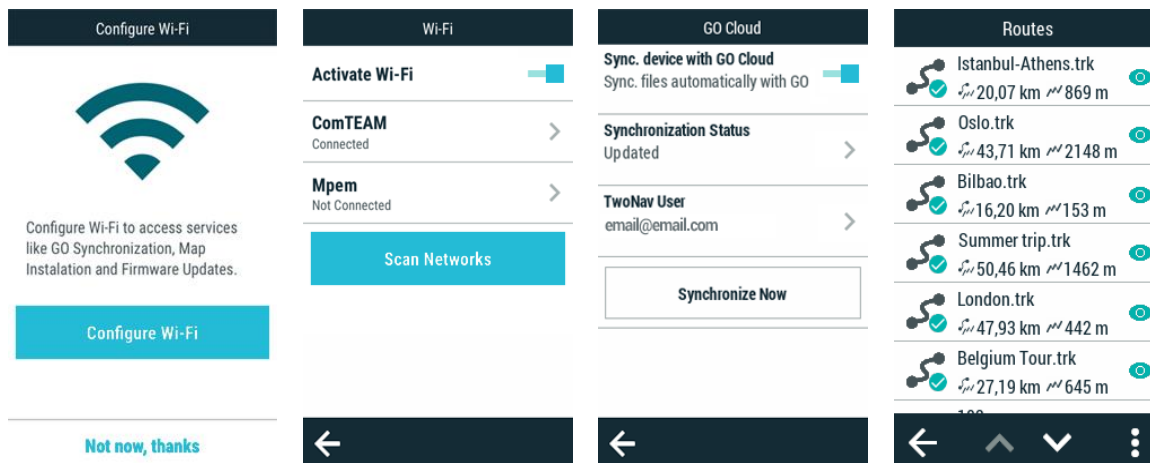 Configure Wi-Fi
Configure Wi-Fi to access services
like GO Synchronization, Map
Instalation and Firmware Updates.
Configure Wi-Fi
Not now, thanks
Wi-Fi
Activate Wi-Fi
ComTEAM
Connected
Mpem
Not Connected
Scan Networks
GO Cloud
Sync. device with GO Cloud
Sync. files automatically with GO
Synchronization Status
Updated
TwoNav User
email@email.com
Synchronize Now
Routes
Istanbul-Athens.trk
20,07 km 869 m
Oslo.trk
43,71 km 2148 m
Bilbao.trk
16,20 km 153 m
Summer trip.trk
50,46 km 1462 m
London.trk
47,93 km 442 m
Belgium Tour.trk
27,19 km 645 m